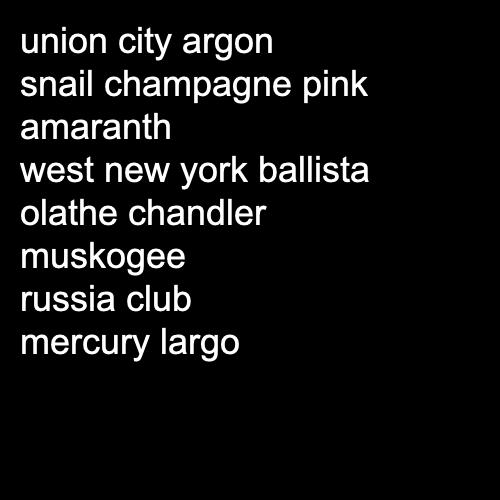 union city argon
snail champagne pink
amaranth
west new york ballista
olathe chandler
muskogee
russia club
mercury largo